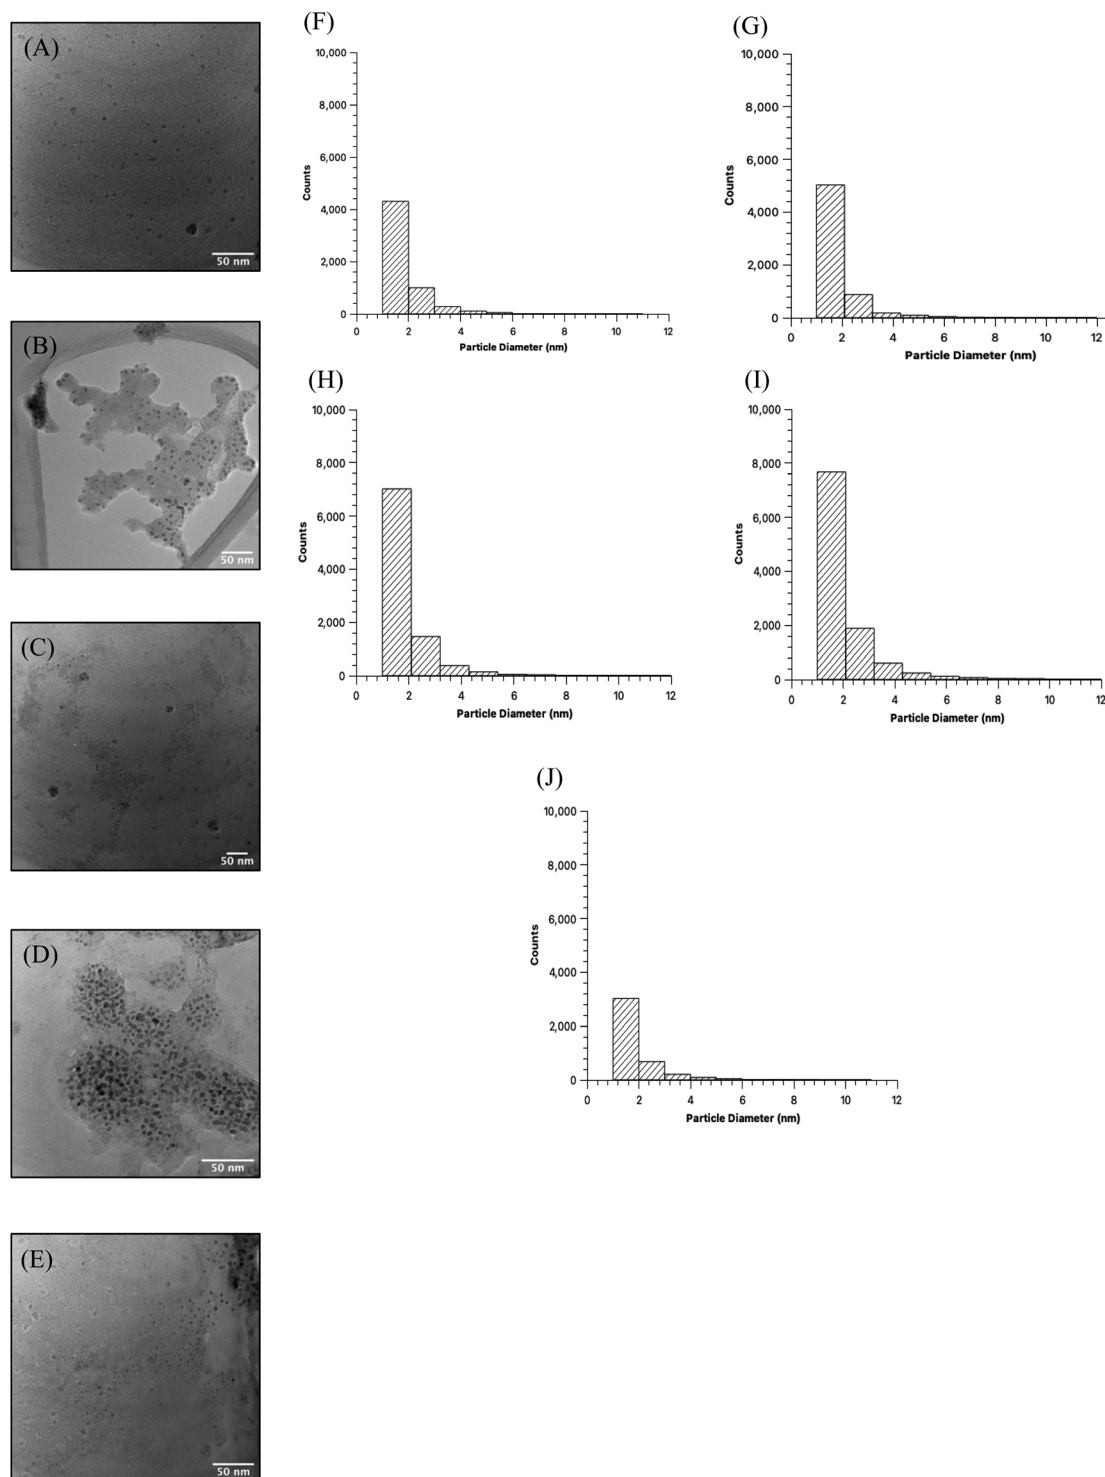 (A)
50 nm
(B)
50 nm
(C)
50 nm
(D)
50 nm
(E)
50 nm
(F)
10,000
8,000
6,000
4,000
2,000
0
Counts
0 2 4 6 8 10 12
Particle Diameter (nm)
(G)
10,000
8,000
6,000
4,000
2,000
0
Counts
0 2 4 6 8 10 12
Particle Diameter (nm)
(H)
10,000
8,000
6,000
4,000
2,000
0
Counts
0 2 4 6 8 10 12
Particle Diameter (nm)
(I)
10,000
8,000
6,000
4,000
2,000
0
Counts
0 2 4 6 8 10 12
Particle Diameter (nm)
(J)
10,000
8,000
6,000
4,000
2,000
0
Counts
0 2 4 6 8 10 12
Particle Diameter (nm)